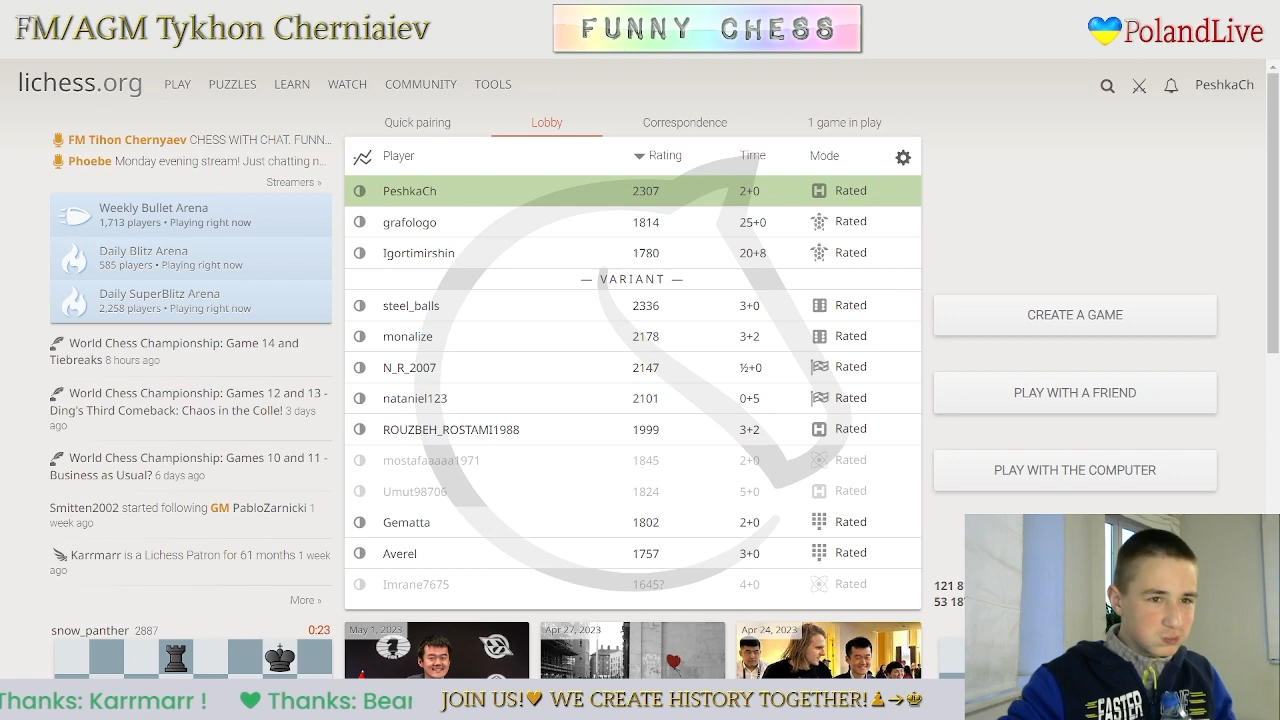 FM/AGM Tykhon Cherniaiev
FUNNY CHESS
PolandLive
lichess.org PLAY PUZZLES LEARN WATCH COMMUNITY TOOLS PeshkaCh
Quick pairing Lobby Correspondence 1 game in play
FM Tihon Chernyaev CHESS WITH CHAT. FUNN...
Phoebe Monday evening stream! Just chatting n...
Streamers »
Weekly Bullet Arena
1,713 players • Playing right now
Daily Blitz Arena
585 players • Playing right now
Daily SuperBlitz Arena
2,258 players • Playing right now
World Chess Championship: Game 14 and
Tiebreaks 8 hours ago
World Chess Championship: Games 12 and 13 -
Ding's Third Comeback: Chaos in the Colle! 3 days
ago
World Chess Championship: Games 10 and 11 -
Business as Usual? 6 days ago
Smitten2002 started following GM PabloZarnicki 1
week ago
Karrmarr is a Lichess Patron for 61 months 1 week
ago
More »
snow_panther 2887 0:23
Player Rating Time Mode
PeshkaCh 2307 2+0 Rated
grafologo 1814 25+0 Rated
Igortimirshin 1780 20+8 Rated
— VARIANT —
steel_balls 2336 3+0 Rated
monalize 2178 3+2 Rated
N_R_2007 2147 ½+0 Rated
nataniel123 2101 0+5 Rated
ROUZBEH_ROSTAMI1988 1999 3+2 Rated
mostafaaaaa1971 1845 2+0 Rated
Umut98706 1824 5+0 Rated
Gematta 1802 2+0 Rated
Averel 1757 3+0 Rated
Imrane7675 1645? 4+0 Rated
May 1, 2023
Apr 27, 2023
Apr 24, 2023
CREATE A GAME
PLAY WITH A FRIEND
PLAY WITH THE COMPUTER
121 8
53 18
FASTER
Thanks: Karrmarr ! Thanks: Bear
JOIN US! WE CREATE HISTORY TOGETHER!